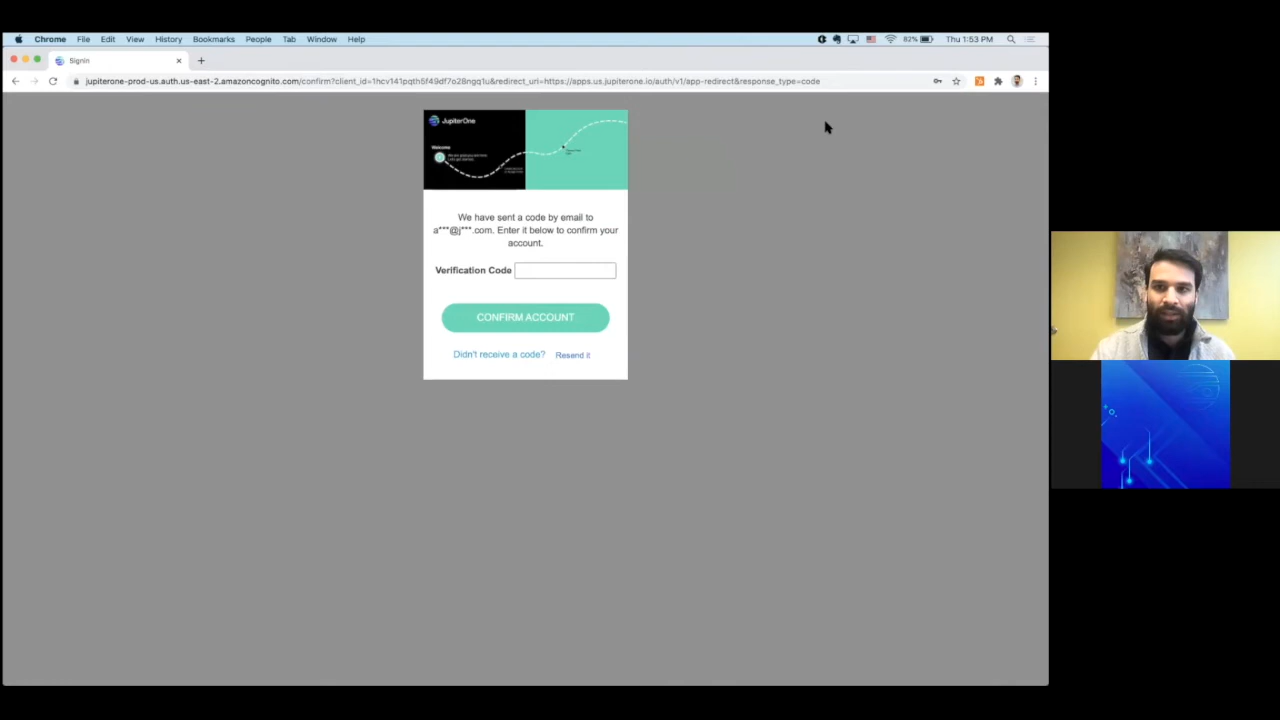 Chrome File Edit View History Bookmarks People Tab Window Help 82% Thu 1:53 PM
Signin
jupiterone-prod-us.auth.us-east-2.amazoncognito.com/confirm?client_id=1hcv141pqth5f49df7o28ngq1u&redirect_uri=https://apps.us.jupiterone.io/auth/v1/app-redirect&response_type=code
JupiterOne
Welcome
We have sent a code by email to
a***@j***.com. Enter it below to confirm your
account.
Verification Code
CONFIRM ACCOUNT
Didn't receive a code? Resend it